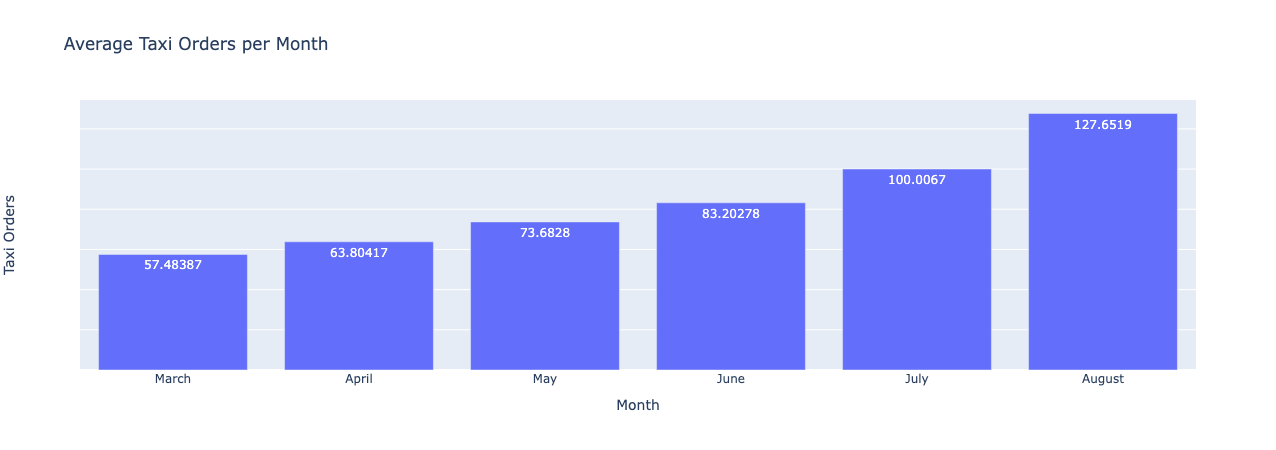 Average Taxi Orders per Month
Taxi Orders
57.48387
63.80417
73.6828
83.20278
100.0067
127.6519
March
April
May
June
July
August
Month